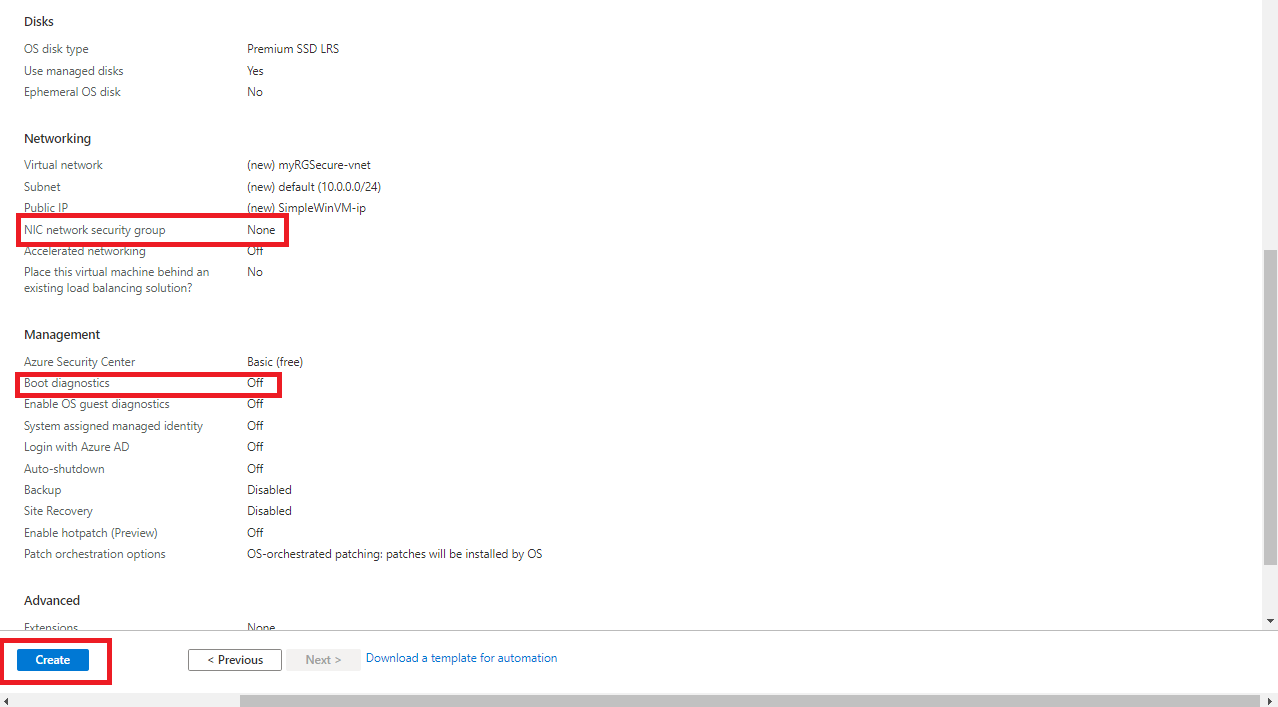 Disks
OS disk type Premium SSD LRS
Use managed disks Yes
Ephemeral OS disk No
Networking
Virtual network (new) myRGSecure-vnet
Subnet (new) default (10.0.0.0/24)
Public IP (new) SimpleWinVM-ip
NIC network security group None
Accelerated networking Off
Place this virtual machine behind an No
existing load balancing solution?
Management
Azure Security Center Basic (free)
Boot diagnostics Off
Enable OS guest diagnostics Off
System assigned managed identity Off
Login with Azure AD Off
Auto-shutdown Off
Backup Disabled
Site Recovery Disabled
Enable hotpatch (Preview) Off
Patch orchestration options OS-orchestrated patching: patches will be installed by OS
Advanced
Extensions None
Create < Previous Next > Download a template for automation